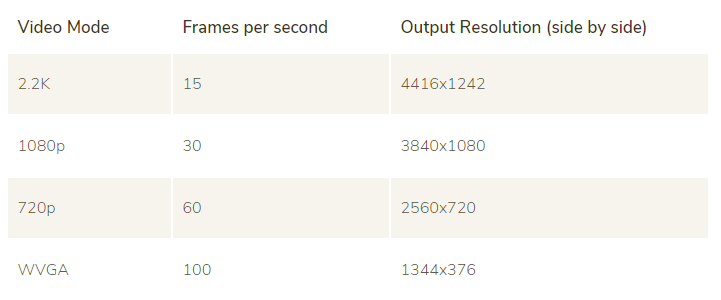 Video Mode Frames per second Output Resolution (side by side)
2.2K 15 4416x1242
1080p 30 3840x1080
720p 60 2560x720
WVGA 100 1344x376